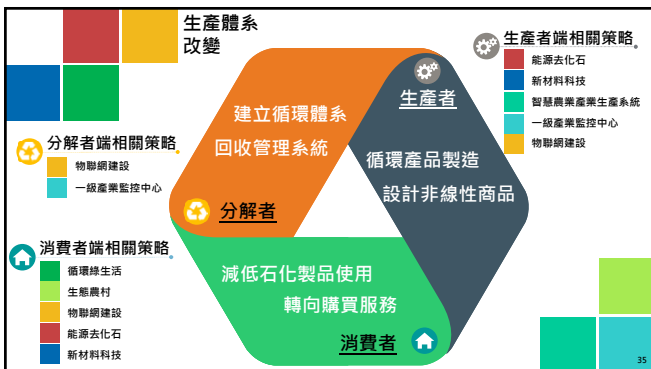 生產體系
改變
生產者端相關策略
能源去化石
新材料科技
智慧農業產業生產系統
一級產業監控中心
物聯網建設
生產者
循環產品製造
設計非線性商品
建立循環體系
回收管理系統
分解者
分解者端相關策略
物聯網建設
一級產業監控中心
消費者端相關策略
循環綠生活
生態農村
物聯網建設
能源去化石
新材料科技
減低石化製品使用
轉向購買服務
消費者
35